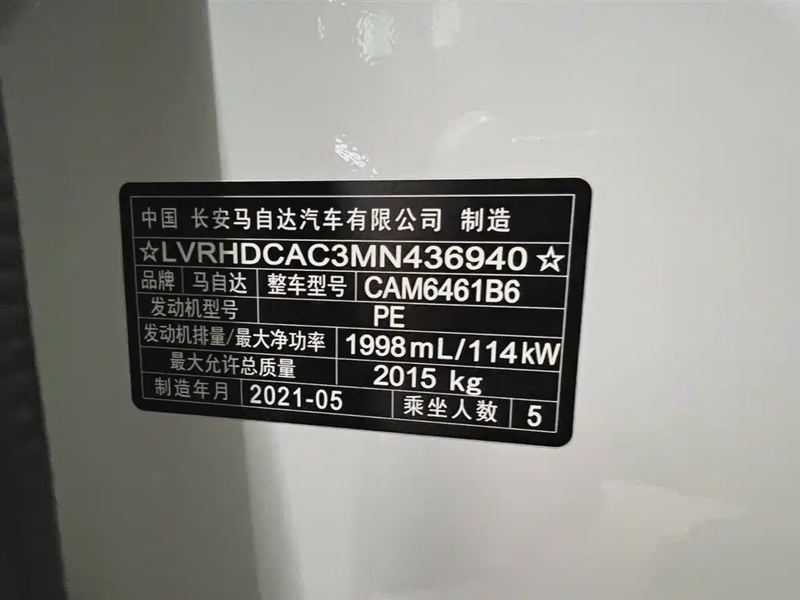 中国 长安马自达汽车有限公司 制造
☆LVRHDCAC3MN436940☆
品牌 马自达 整车型号 CAM6461B6
发动机型号 PE
发动机排量/最大净功率 1998mL/114kW
最大允许总质量 2015 kg
制造年月 2021-05 乘坐人数 5